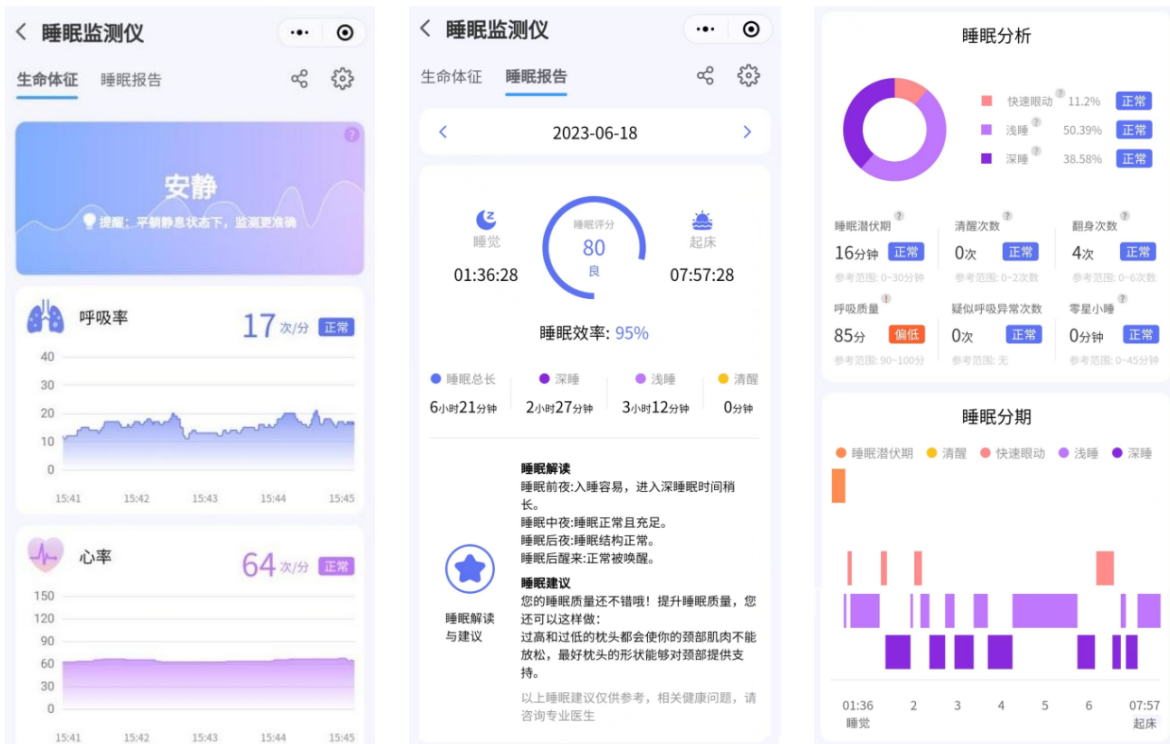 睡眠监测仪
生命体征 睡眠报告
?
安静
提醒：平躺静息状态下，监测更准确
呼吸率
17 次/分 正常
40
30
20
10
0
15:41 15:42 15:43 15:44 15:45
心率
64 次/分 正常
150
120
90
60
30
0
15:41 15:42 15:43 15:44 15:45
睡眠监测仪
生命体征 睡眠报告
2023-06-18
z
睡眠评分
80
良
睡觉
01:36:28
起床
07:57:28
睡眠效率: 95%
睡眠总长 深睡 浅睡 清醒
6小时21分钟 2小时27分钟 3小时12分钟 0分钟
睡眠解读
与建议
睡眠解读
睡眠前夜:入睡容易，进入深睡眠时间稍
长。
睡眠中夜:睡眠正常且充足。
睡眠后夜:睡眠结构正常。
睡眠后醒来:正常被唤醒。
睡眠建议
您的睡眠质量还不错哦！提升睡眠质量，您
还可以这样做：
过高和过低的枕头都会使你的颈部肌肉不能
放松，最好枕头的形状能够对颈部提供支
持。
以上睡眠建议仅供参考，相关健康问题，请
咨询专业医生
睡眠分析
快速眼动 ? 11.2% 正常
浅睡 ? 50.39% 正常
深睡 ? 38.58% 正常
睡眠潜伏期 ? 清醒次数 ? 翻身次数 ?
16分钟 正常 0次 正常 4次 正常
参考范围: 0~30分钟 参考范围: 0~2次数 参考范围: 0~6次数
呼吸质量 ! 疑似呼吸异常次数 零星小睡 ?
85分 偏低 0次 正常 0分钟 正常
参考范围: 90~100分 参考范围: 无 参考范围: 0~45分钟
睡眠分期
睡眠潜伏期 清醒 快速眼动 浅睡 深睡
01:36 2 3 4 5 6 07:57
睡觉 起床